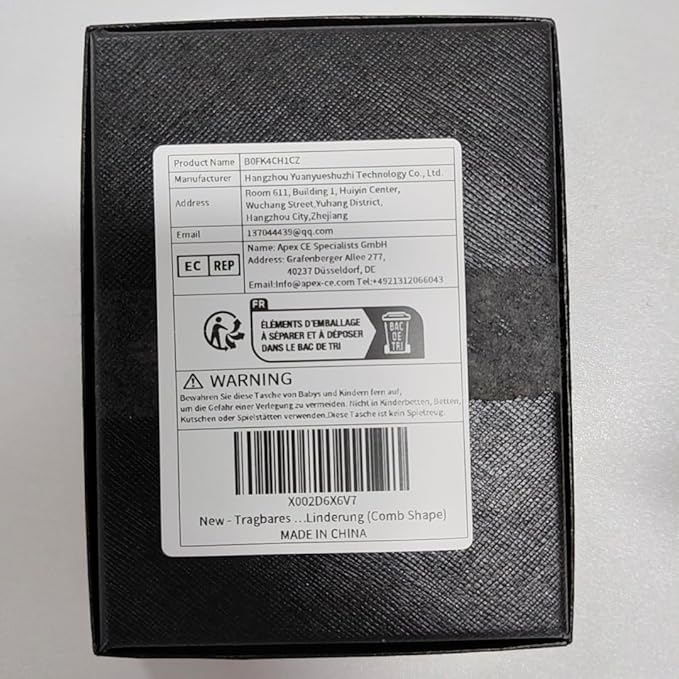 Product Name B0FK4CH1CZ
Manufacturer Hangzhou Yuanyueshuzhi Technology Co., Ltd.
Address Room 611, Building 1, Huiyin Center,
Wuchang Street,Yuhang District,
Hangzhou City,Zhejiang
Email 137044439@qq.com
EC REP
Name: Apex CE Specialists GmbH
Address: Grafenberger Allee 277,
40237 Düsseldorf, DE
Email:Info@apex-ce.com Tel:+4921312066043
FR
ÉLÉMENTS D'EMBALLAGE
À SÉPARER ET À DÉPOSER
DANS LE BAC DE TRI
BAC
DE
TRI
WARNING
Bewahren Sie diese Tasche von Babys und Kindern fern auf,
um die Gefahr einer Verlegung zu vermeiden. Nicht in Kinderbetten, Betten,
Kutschen oder Spielstätten verwenden.Diese Tasche ist kein Spielzeug.
X002D6X6V7
New - Tragbares ...Linderung (Comb Shape)
MADE IN CHINA